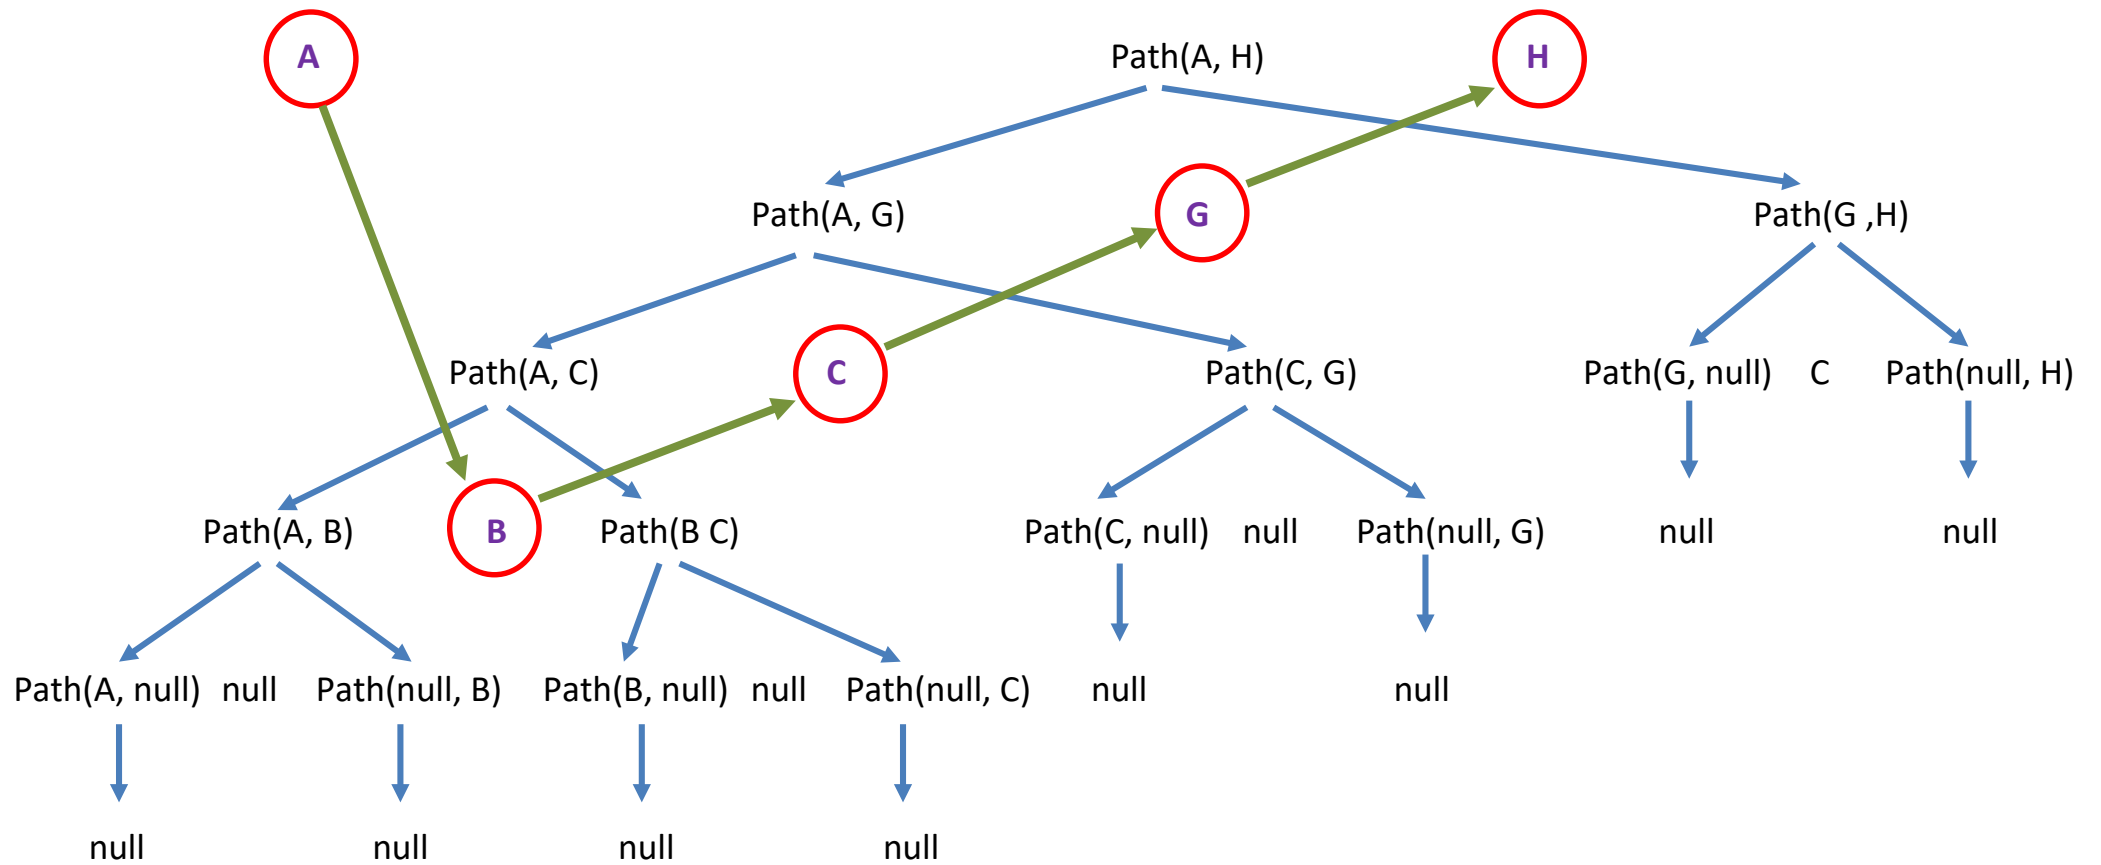 A Path(A, H) H
Path(A, G) G Path(G ,H)
Path(A, C) C Path(C, G) Path(G, null) C Path(null, H)
Path(A, B) B Path(B C) Path(C, null) null Path(null, G) null null
Path(A, null) null Path(null, B) Path(B, null) null Path(null, C) null null
null null null null